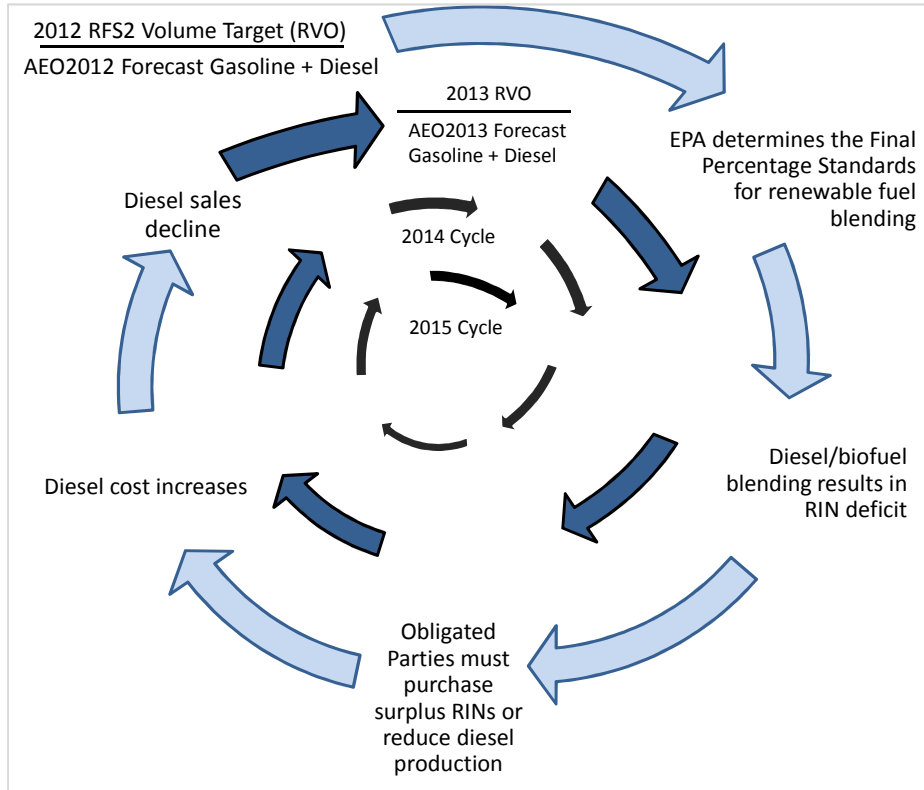 2012 RFS2 Volume Target (RVO)
AEO2012 Forecast Gasoline + Diesel
2013 RVO
AEO2013 Forecast
Gasoline + Diesel
EPA determines the Final
Percentage Standards
for renewable fuel
blending
Diesel sales
decline
2014 Cycle
2015 Cycle
Diesel cost increases
Diesel/biofuel
blending results in
RIN deficit
Obligated
Parties must
purchase
surplus RINs or
reduce diesel
production